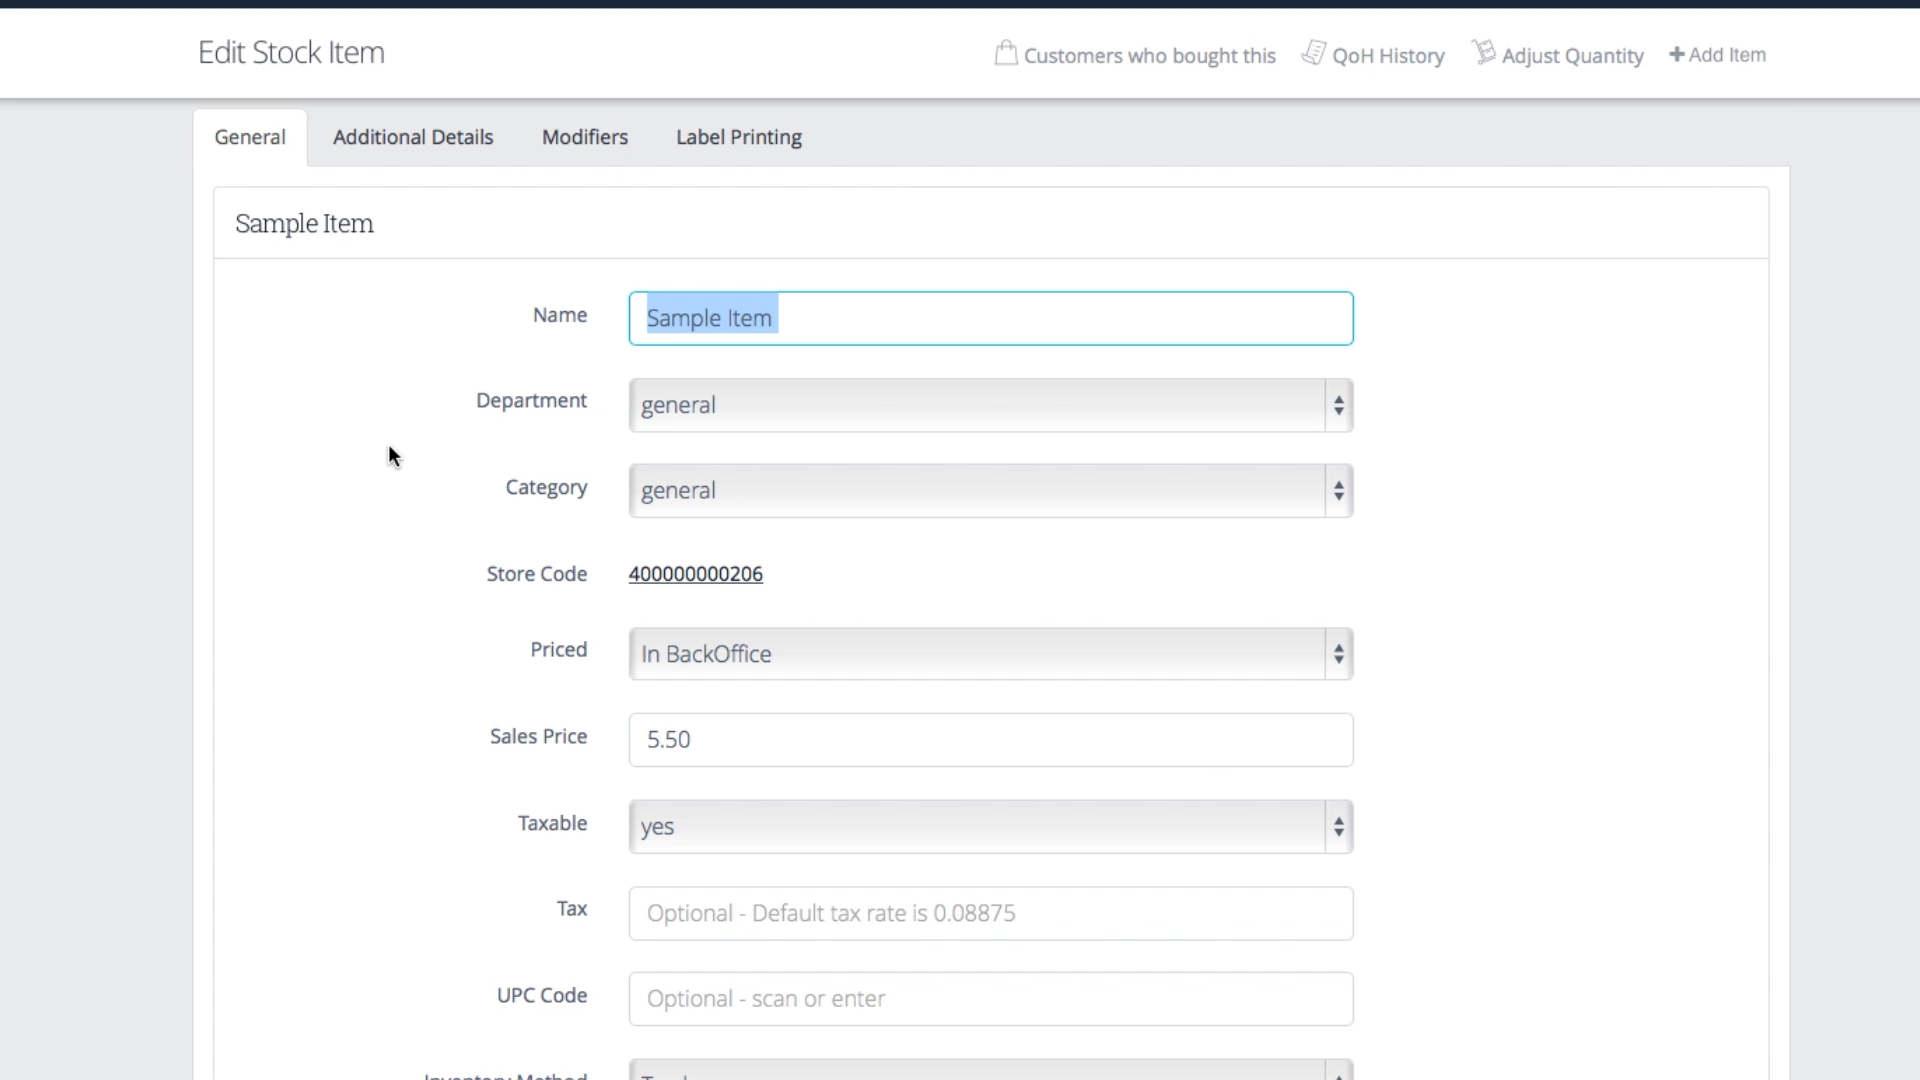 Edit Stock Item
Customers who bought this
QoH History
Adjust Quantity
+ Add Item
General
Additional Details
Modifiers
Label Printing
Sample Item
Name
Sample Item
Department
general
Category
general
Store Code
400000000206
Priced
In BackOffice
Sales Price
5.50
Taxable
yes
Tax
Optional - Default tax rate is 0.08875
UPC Code
Optional - scan or enter
Inventory Method